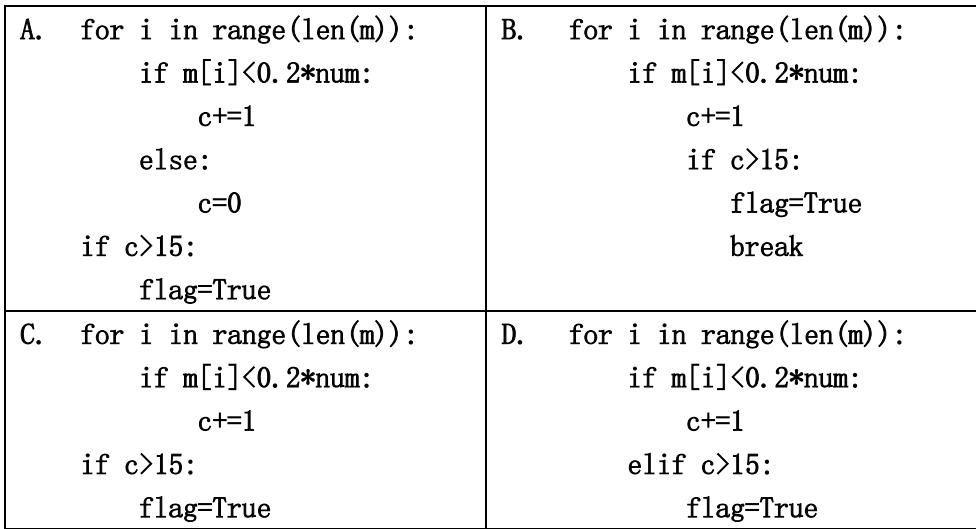 A. for i in range(len(m)):
if m[i]<0.2*num:
c+=1
else:
c=0
if c>15:
flag=True
B. for i in range(len(m)):
if m[i]<0.2*num:
c+=1
if c>15:
flag=True
break
C. for i in range(len(m)):
if m[i]<0.2*num:
c+=1
if c>15:
flag=True
D. for i in range(len(m)):
if m[i]<0.2*num:
c+=1
elif c>15:
flag=True